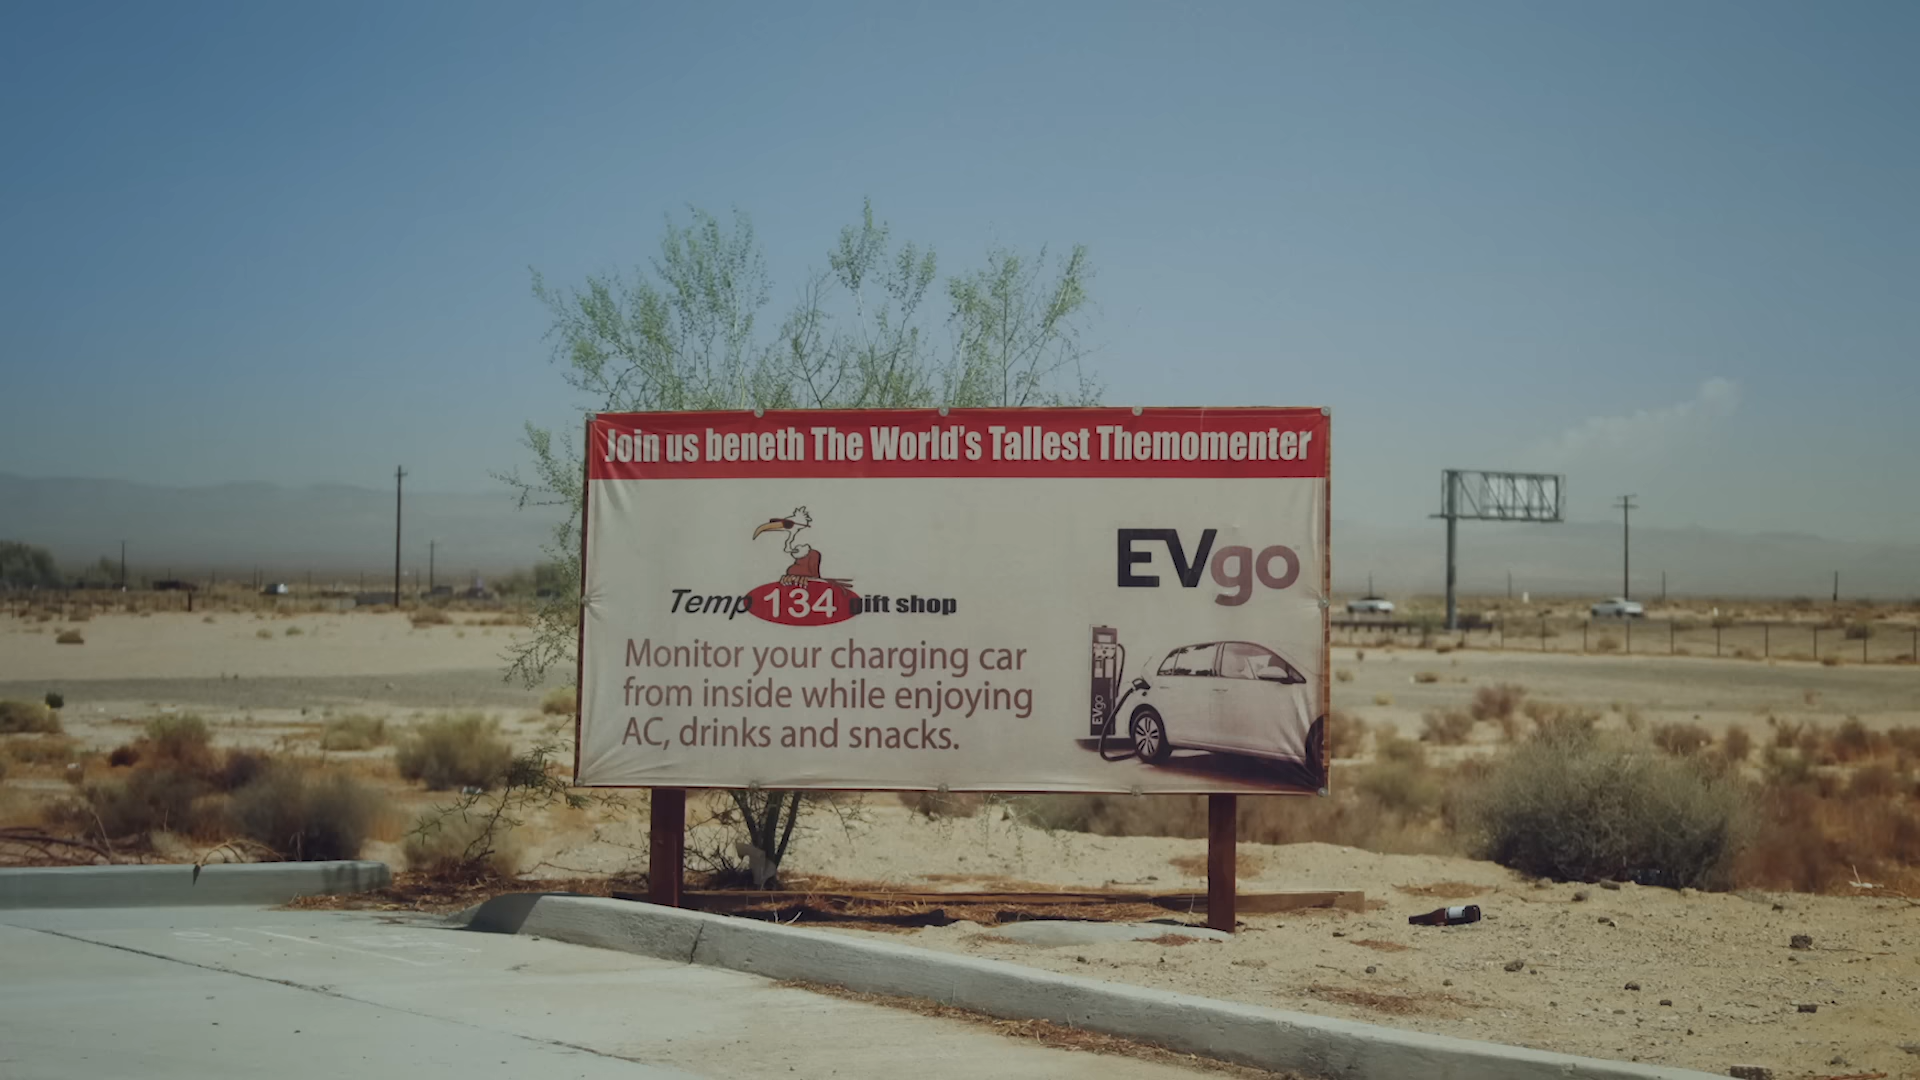 Join us beneth The World's Tallest Themomenter
Temp 134 gift shop
EVgo
Monitor your charging car
from inside while enjoying
AC, drinks and snacks.
EVgo